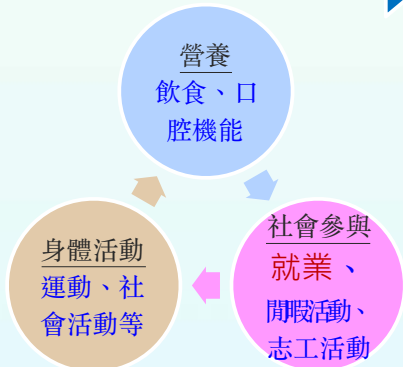 營養
飲食、口
腔機能
社會參與
就業、
閒暇活動、
志工活動
身體活動
運動、社
會活動等